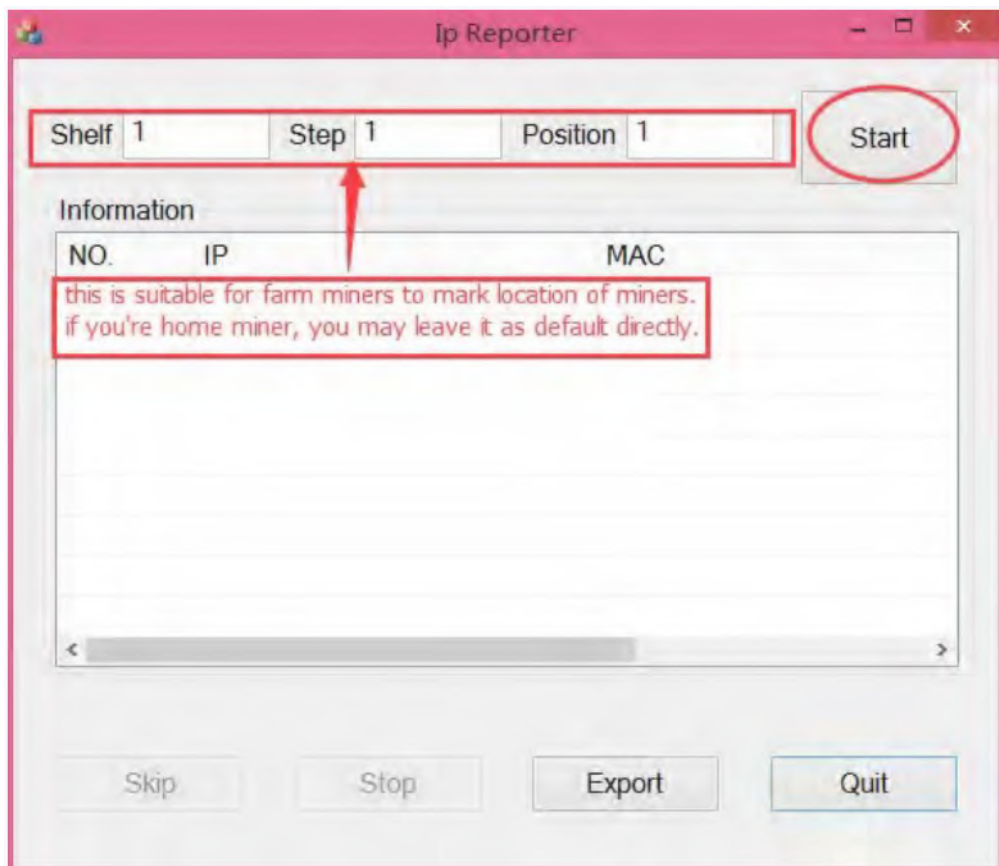 Ip Reporter
Shelf 1 Step 1 Position 1 Start
Information
NO. IP MAC
this is suitable for farm miners to mark location of miners.
if you're home miner, you may leave it as default directly.
Skip Stop Export Quit